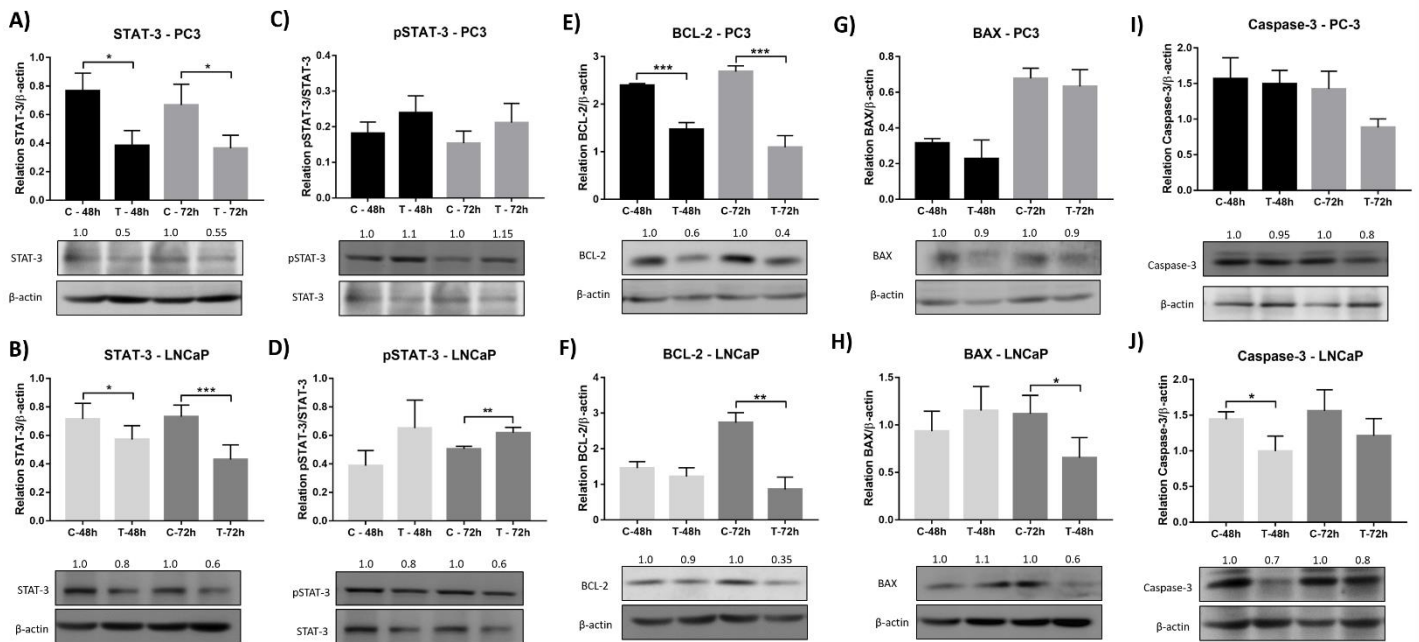 A)
STAT-3 - PC3
Relation STAT-3/β-actin
1.0
0.8
0.6
0.4
0.2
0.0
*
*
C - 48h T - 48h C - 72h T - 72h
1.0 0.5 1.0 0.55
STAT-3
β-actin
C)
pSTAT-3 - PC3
Relation pSTAT-3/STAT-3
0.4
0.3
0.2
0.1
0.0
C - 48h T - 48h C - 72h T - 72h
1.0 1.1 1.0 1.15
pSTAT-3
STAT-3
E)
BCL-2 - PC3
Relation BCL-2/β-actin
3
2
1
0
***
***
C-48h T-48h C-72h T-72h
1.0 0.6 1.0 0.4
BCL-2
β-actin
G)
BAX - PC3
Relation BAX/β-actin
0.8
0.6
0.4
0.2
0.0
C-48h T-48h C-72h T-72h
1.0 0.9 1.0 0.9
BAX
β-actin
I)
Caspase-3 - PC-3
Relation Caspase-3/β-actin
2.0
1.5
1.0
0.5
0.0
C-48h T-48h C-72h T-72h
1.0 0.95 1.0 0.8
Caspase-3
β-actin
B)
STAT-3 - LNCaP
Relation STAT-3/β-actin
1.0
0.8
0.6
0.4
0.2
0.0
*
***
C-48h T-48h C-72h T-72h
1.0 0.8 1.0 0.6
STAT-3
β-actin
D)
pSTAT-3 - LNCaP
Relation pSTAT-3/STAT-3
1.0
0.8
0.6
0.4
0.2
0.0
**
C - 48h T - 48h C - 72h T - 72h
1.0 0.8 1.0 0.6
pSTAT-3
STAT-3
F)
BCL-2 - LNCaP
Relation BCL-2/β-actin
4
3
2
1
0
**
C-48h T-48h C-72h T-72h
1.0 0.9 1.0 0.35
BCL-2
β-actin
H)
BAX - LNCaP
Relation BAX/β-actin
1.5
1.0
0.5
0.0
*
C-48h T-48h C-72h T-48h
1.0 1.1 1.0 0.6
BAX
β-actin
J)
Caspase-3 - LNCaP
Relation Caspase-3/β-actin
2.0
1.5
1.0
0.5
0.0
*
C-48h T-48h C-72h T-72h
1.0 0.7 1.0 0.8
Caspase-3
β-actin